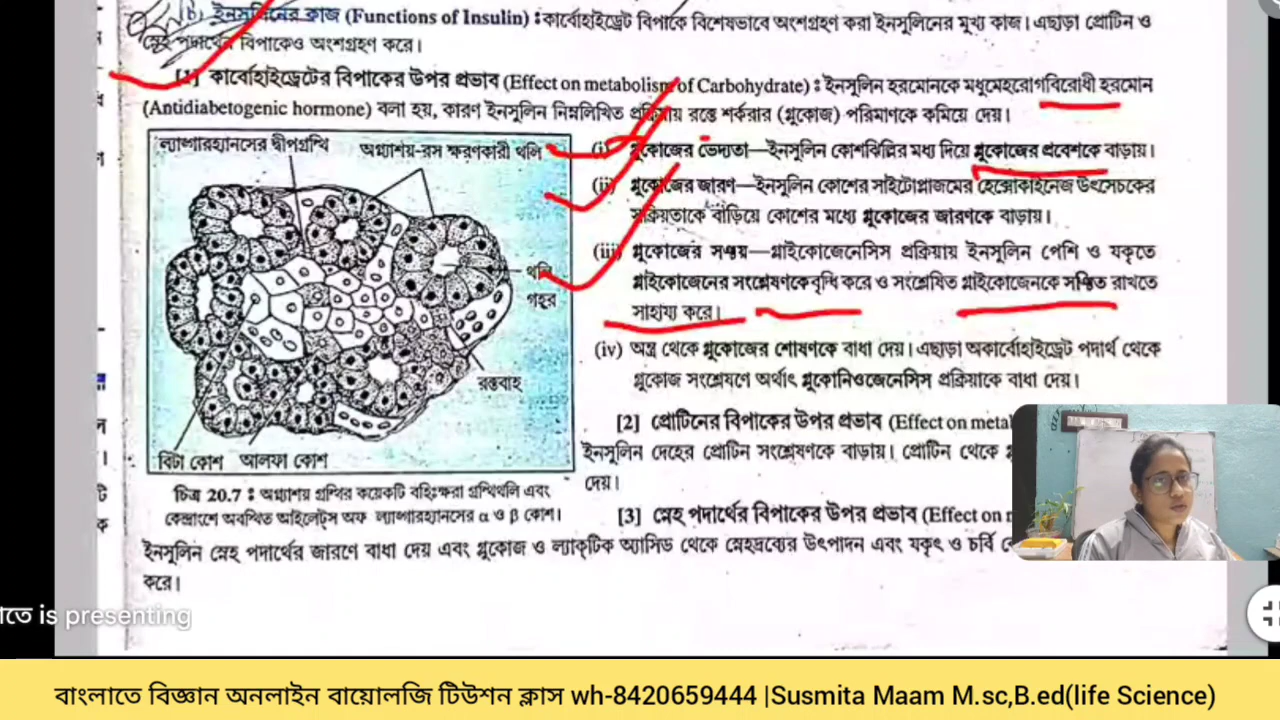 (b) ইনসুলিনের কাজ (Functions of Insulin) : কার্বোহাইড্রেট বিপাকে বিশেষভাবে অংশগ্রহণ করা ইনসুলিনের মুখ্য কাজ। এছাড়া প্রোটিন ও
স্নেহ পদার্থের বিপাকেও অংশগ্রহণ করে।
[1] কার্বোহাইড্রেটের বিপাকের উপর প্রভাব (Effect on metabolism of Carbohydrate) : ইনসুলিন হরমোনকে মধুমেহরোগবিরোধী হরমোন
(Antidiabetogenic hormone) বলা হয়, কারণ ইনসুলিন নিম্নলিখিত প্রক্রিয়ায় রক্তে শর্করার (গ্লুকোজ) পরিমাণকে কমিয়ে দেয়।
ল্যাঙ্গারহ্যানসের দ্বীপগ্রন্থি
অগ্ন্যাশয়-রস ক্ষরণকারী থলি
থলি
গহ্বর
রক্তবাহ
বিটা কোশ আলফা কোশ
চিত্র 20.7 : অগ্ন্যাশয় গ্রন্থির কয়েকটি বহিঃক্ষরা গ্রন্থিথলি এবং
কেন্দ্রাংশে অবস্থিত আইলেট্‌স অফ ল্যাঙ্গারহ্যানসের α ও β কোশ।
(i) গ্লুকোজের ভেদ্যতা—ইনসুলিন কোশঝিল্লির মধ্য দিয়ে গ্লুকোজের প্রবেশকে বাড়ায়।
(ii) গ্লুকোজের জারণ—ইনসুলিন কোশের সাইটোপ্লাজমের হেক্সোকাইনেজ উৎসেচকের
সক্রিয়তাকে বাড়িয়ে কোশের মধ্যে গ্লুকোজের জারণকে বাড়ায়।
(iii) গ্লুকোজের সঞ্চয়—গ্লাইকোজেনেসিস প্রক্রিয়ায় ইনসুলিন পেশি ও যকৃতে
গ্লাইকোজেনের সংশ্লেষণকে বৃদ্ধি করে ও সংশ্লেষিত গ্লাইকোজেনকে সঞ্চিত রাখতে
সাহায্য করে।
(iv) অন্ত্র থেকে গ্লুকোজের শোষণকে বাধা দেয়। এছাড়া অকার্বোহাইড্রেট পদার্থ থেকে
গ্লুকোজ সংশ্লেষণে অর্থাৎ গ্লুকোনিওজেনেসিস প্রক্রিয়াকে বাধা দেয়।
[2] প্রোটিনের বিপাকের উপর প্রভাব (Effect on metal
ইনসুলিন দেহের প্রোটিন সংশ্লেষণকে বাড়ায়। প্রোটিন থেকে
দেয়।
[3] স্নেহ পদার্থের বিপাকের উপর প্রভাব (Effect on
ইনসুলিন স্নেহ পদার্থের জারণে বাধা দেয় এবং গ্লুকোজ ও ল্যাক্‌টিক অ্যাসিড থেকে স্নেহদ্রব্যের উৎপাদন এবং যকৃৎ ও চর্বি
করে।
াতে is presenting
বাংলাতে বিজ্ঞান অনলাইন বায়োলজি টিউশন ক্লাস wh-8420659444 |Susmita Maam M.sc,B.ed(life Science)